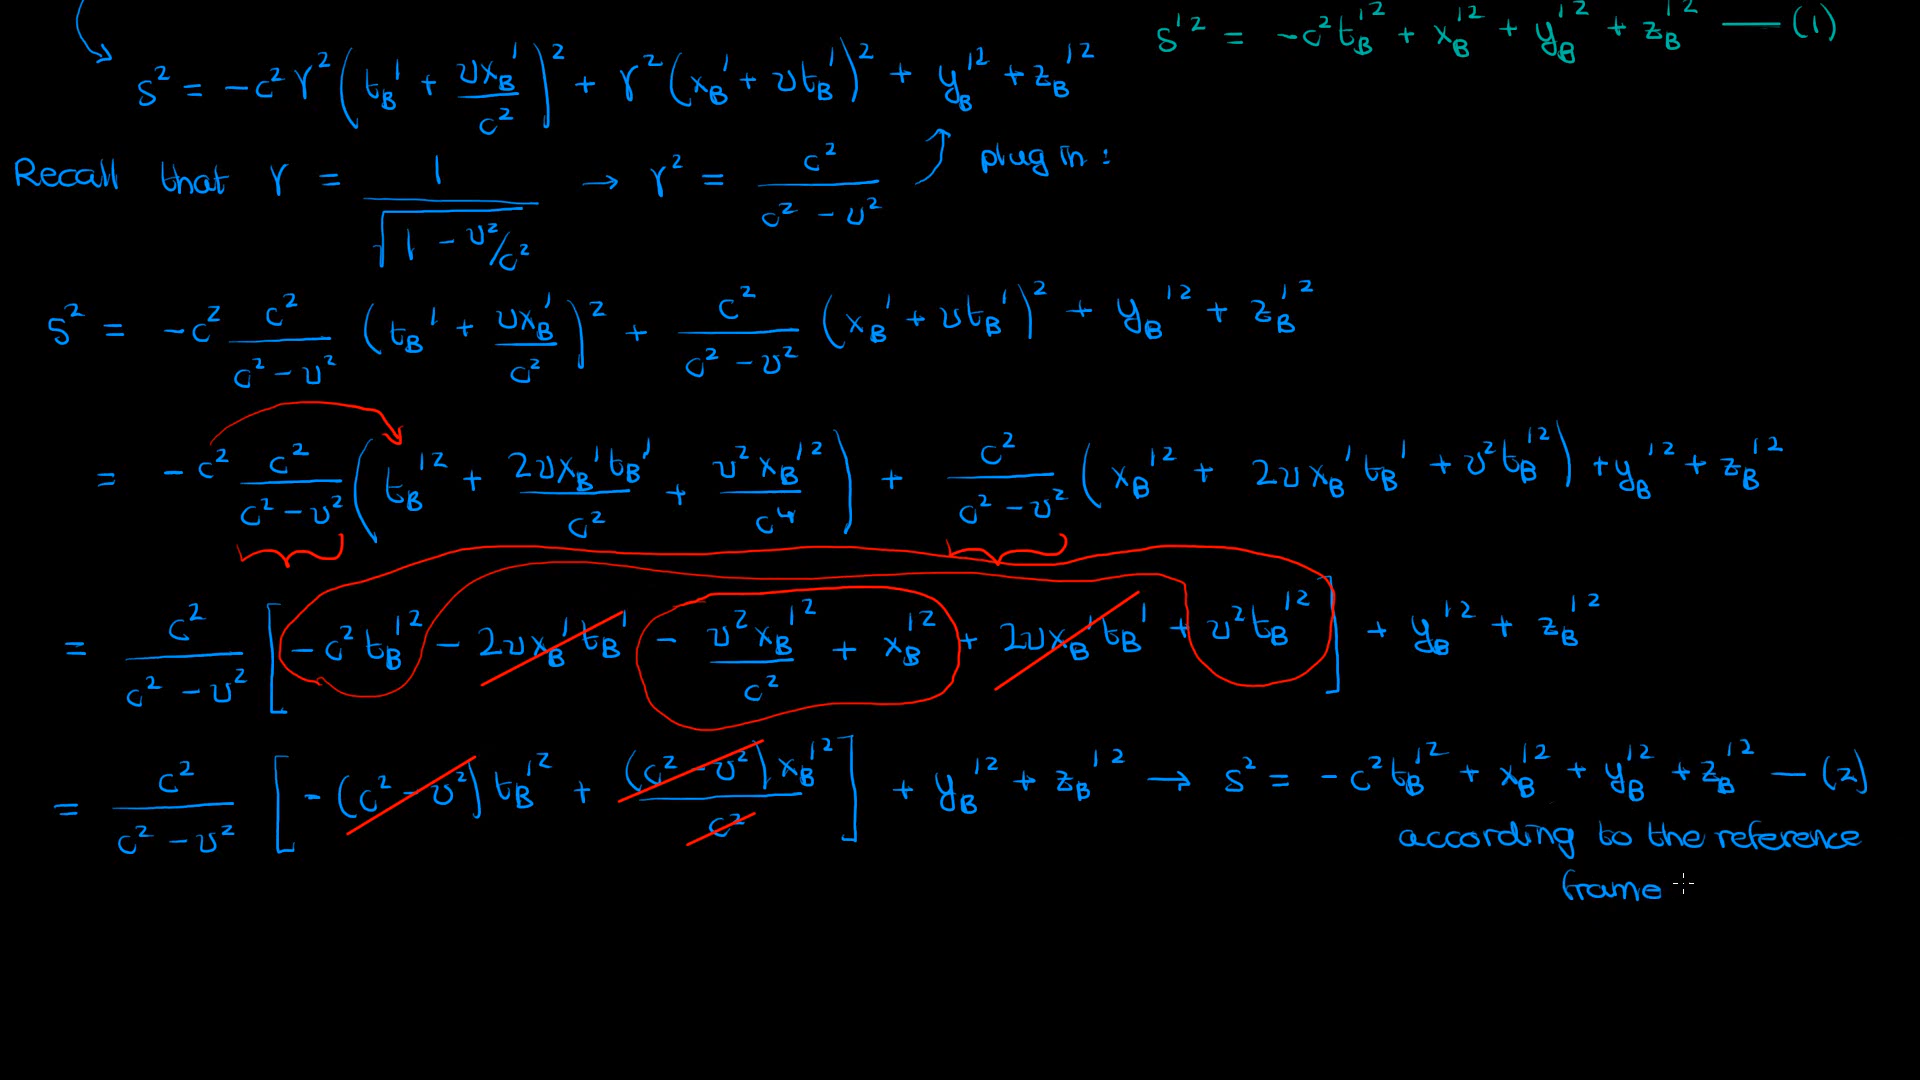 s'² = -c²t_B'² + x_B'² + y_B'² + z_B'² — (1)
s² = -c²γ²(t_B' + vx_B'/c²)² + γ²(x_B' + vt_B')² + y_B'² + z_B'²
Recall that γ = 1/√(1 - v²/c²) → γ² = c²/(c² - v²) plug in :
s² = -c² c²/(c² - v²) (t_B' + vx_B'/c²)² + c²/(c² - v²) (x_B' + vt_B')² + y_B'² + z_B'²
= -c² c²/(c² - v²) (t_B'² + 2vx_B't_B'/c² + v²x_B'²/c⁴) + c²/(c² - v²) (x_B'² + 2vx_B't_B' + v²t_B'²) + y_B'² + z_B'²
= c²/(c² - v²) [-c²t_B'² - 2vx_B't_B' - v²x_B'²/c² + x_B'² + 2vx_B't_B' + v²t_B'²] + y_B'² + z_B'²
= c²/(c² - v²) [-(c² - v²)t_B'² + (c² - v²)x_B'²/c²] + y_B'² + z_B'² → s² = -c²t_B'² + x_B'² + y_B'² + z_B'² — (2)
according to the reference
frame